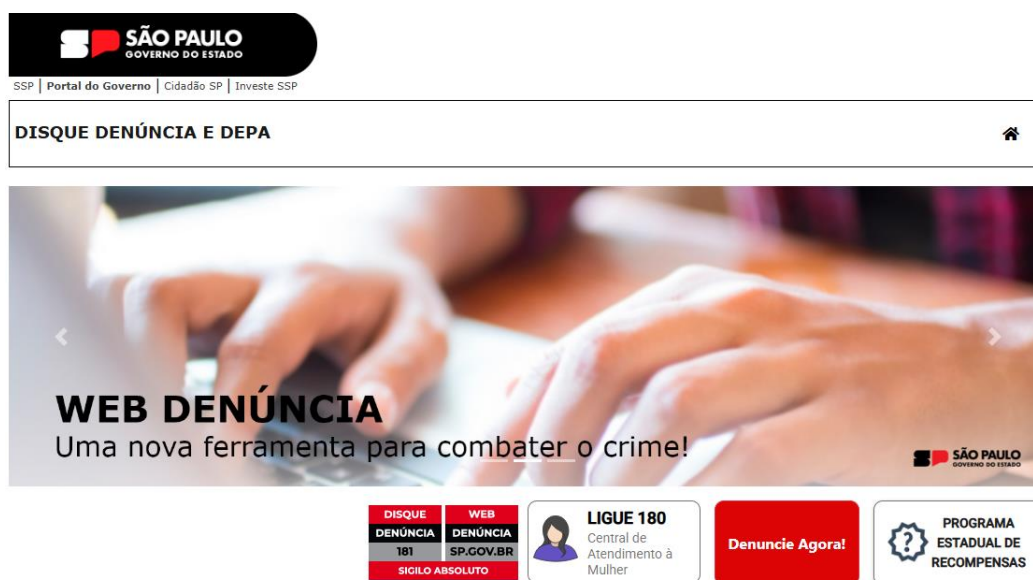 SÃO PAULO
GOVERNO DO ESTADO
SSP | Portal do Governo | Cidadão SP | Investe SSP
DISQUE DENÚNCIA E DEPA
WEB DENÚNCIA
Uma nova ferramenta para combater o crime!
SÃO PAULO
GOVERNO DO ESTADO
DISQUE DENÚNCIA 181
WEB DENÚNCIA SP.GOV.BR
SIGILO ABSOLUTO
LIGUE 180
Central de
Atendimento à
Mulher
Denuncie Agora!
PROGRAMA
ESTADUAL DE
RECOMPENSAS